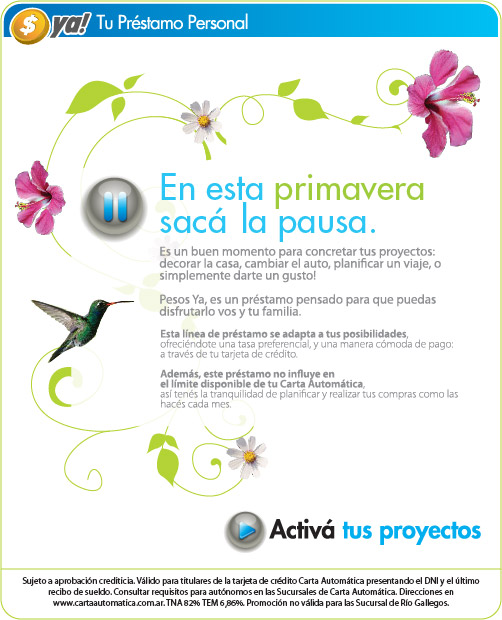 $ ya! Tu Préstamo Personal
En esta primavera
sacá la pausa.
Es un buen momento para concretar tus proyectos:
decorar la casa, cambiar el auto, planificar un viaje, o
simplemente darte un gusto!
Pesos Ya, es un préstamo pensado para que puedas
disfrutarlo vos y tu familia.
Esta línea de préstamo se adapta a tus posibilidades,
ofreciéndote una tasa preferencial, y una manera cómoda de pago:
a través de tu tarjeta de crédito.
Además, este préstamo no influye en
el límite disponible de tu Carta Automática,
así tenés la tranquilidad de planificar y realizar tus compras como las
hacés cada mes.
Activá tus proyectos
Sujeto a aprobación crediticia. Válido para titulares de la tarjeta de crédito Carta Automática presentando el DNI y el último
recibo de sueldo. Consultar requisitos para autónomos en las Sucursales de Carta Automática. Direcciones en
www.cartaautomatica.com.ar. TNA 82% TEM 6,86%. Promoción no válida para las Sucursal de Río Gallegos.